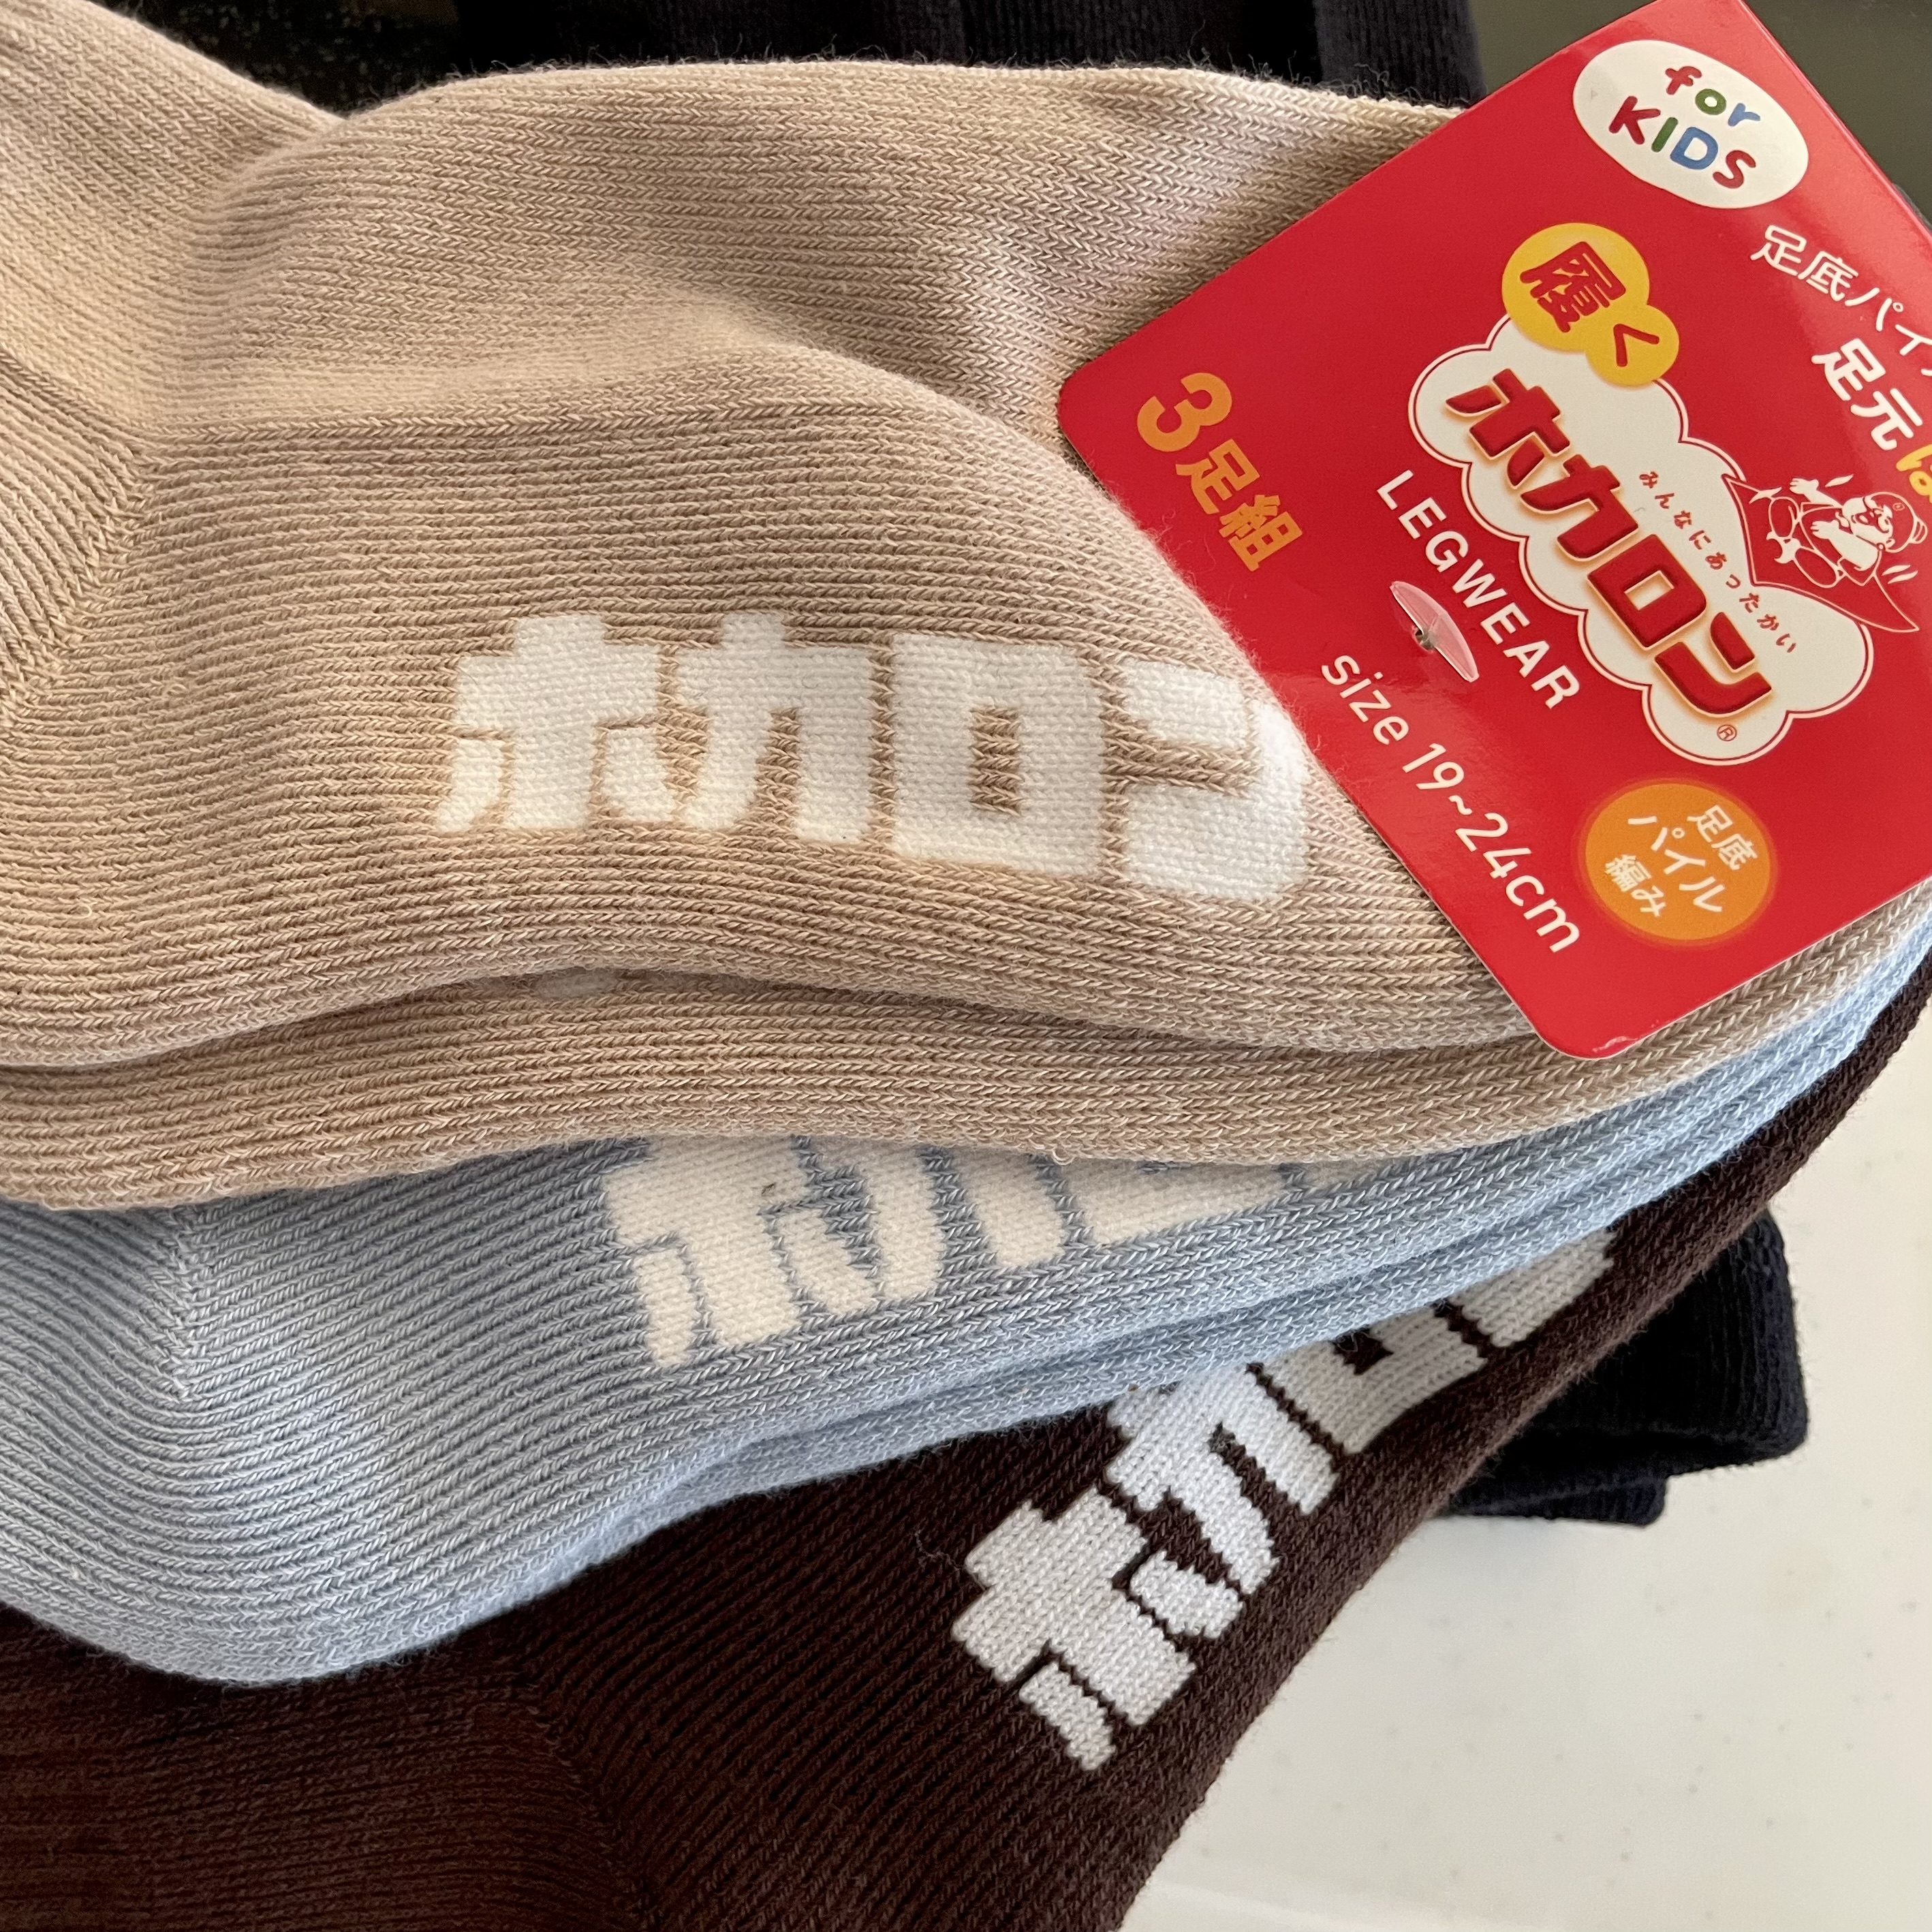 for
KIDS
足底パイ
足元は
履く
ホカロン®
みんなにあったかい
LEGWEAR
size 19~24cm
3足組
足底
パイル
編み
ホカロン
ホカロ
ホカロ